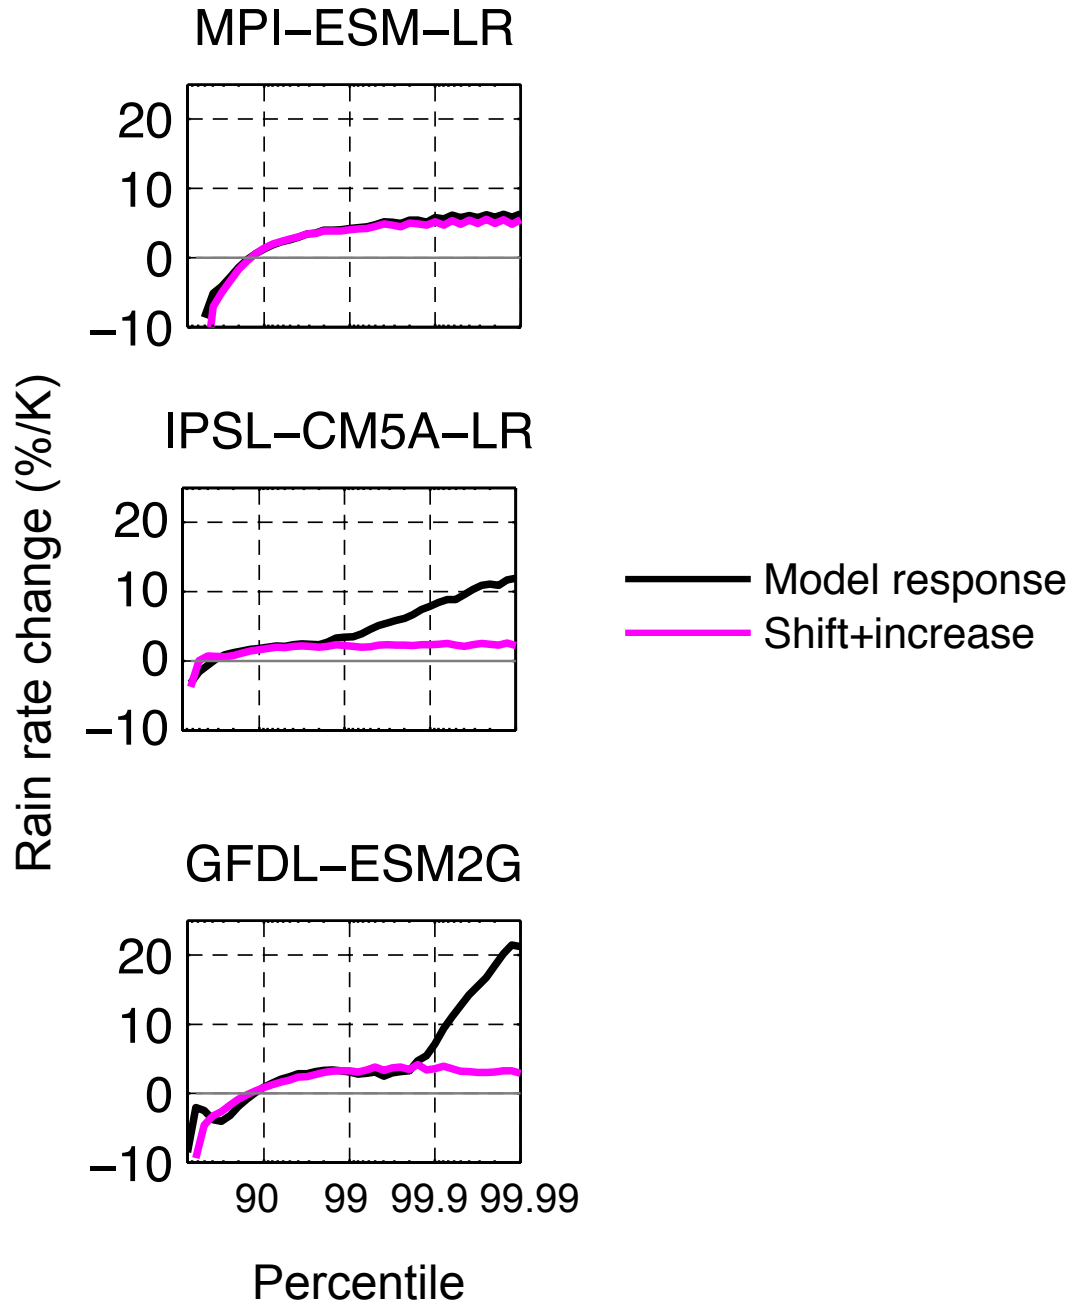 MPI–ESM–LR
20
10
0
–10
Rain rate change (%/K)
IPSL–CM5A–LR
20
10
0
–10
Model response
Shift+increase
GFDL–ESM2G
20
10
0
–10
90 99 99.9 99.99
Percentile